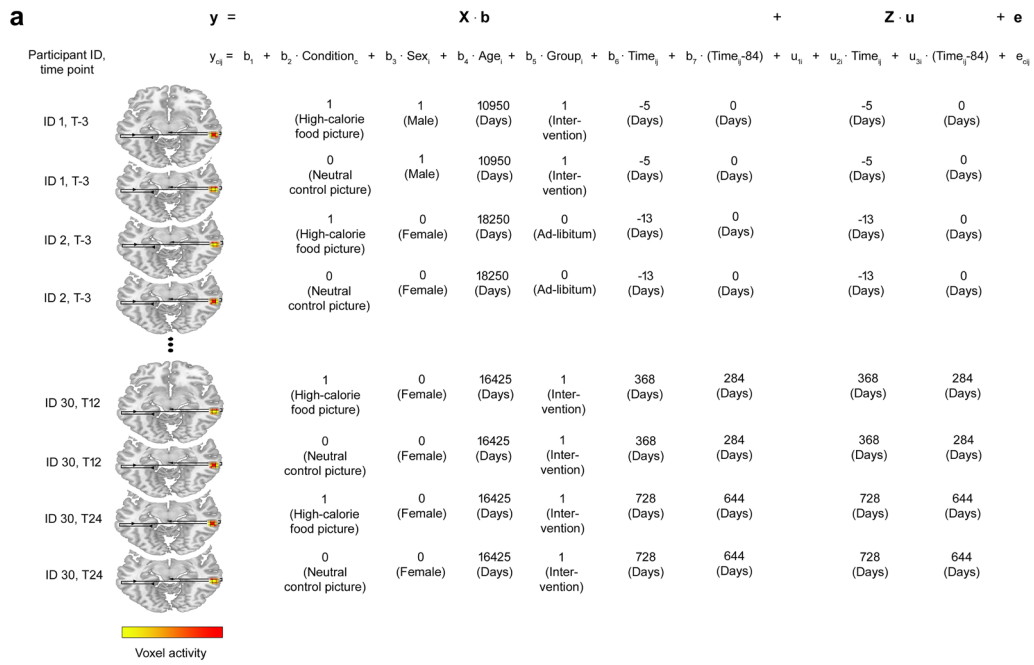 a
y = X · b + Z · u + e
Participant ID, time point
y_cij = b_1 + b_2 · Condition_c + b_3 · Sex_i + b_4 · Age_i + b_5 · Group_i + b_6 · Time_ij + b_7 · (Time_ij-84) + u_1i + u_2i · Time_ij + u_3i · (Time_ij-84) + e_cij
ID 1, T-3
1 (High-calorie food picture) 1 (Male) 10950 (Days) 1 (Inter-vention) -5 (Days) 0 (Days) -5 (Days) 0 (Days)
ID 1, T-3
0 (Neutral control picture) 1 (Male) 10950 (Days) 1 (Inter-vention) -5 (Days) 0 (Days) -5 (Days) 0 (Days)
ID 2, T-3
1 (High-calorie food picture) 0 (Female) 18250 (Days) 0 (Ad-libitum) -13 (Days) 0 (Days) -13 (Days) 0 (Days)
ID 2, T-3
0 (Neutral control picture) 0 (Female) 18250 (Days) 0 (Ad-libitum) -13 (Days) 0 (Days) -13 (Days) 0 (Days)
ID 30, T12
1 (High-calorie food picture) 0 (Female) 16425 (Days) 1 (Inter-vention) 368 (Days) 284 (Days) 368 (Days) 284 (Days)
ID 30, T12
0 (Neutral control picture) 0 (Female) 16425 (Days) 1 (Inter-vention) 368 (Days) 284 (Days) 368 (Days) 284 (Days)
ID 30, T24
1 (High-calorie food picture) 0 (Female) 16425 (Days) 1 (Inter-vention) 728 (Days) 644 (Days) 728 (Days) 644 (Days)
ID 30, T24
0 (Neutral control picture) 0 (Female) 16425 (Days) 1 (Inter-vention) 728 (Days) 644 (Days) 728 (Days) 644 (Days)
Voxel activity